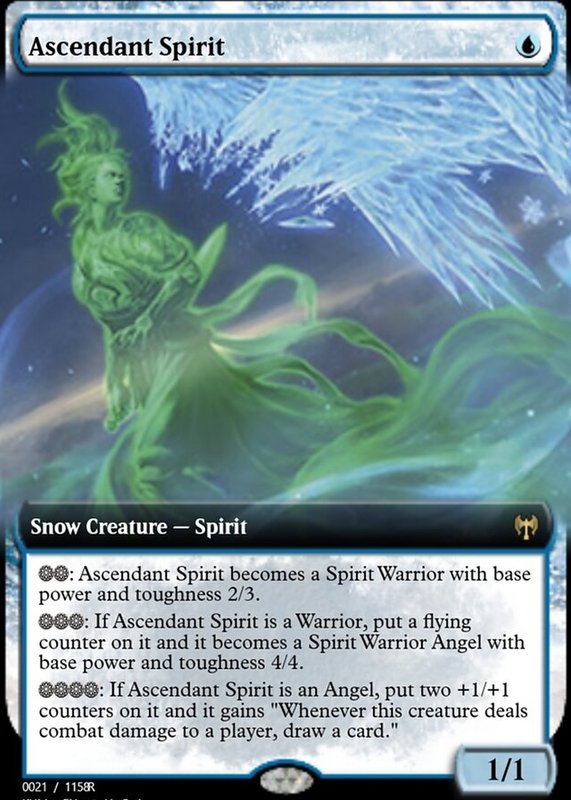 Ascendant Spirit
Snow Creature — Spirit
: Ascendant Spirit becomes a Spirit Warrior with base
power and toughness 2/3.
: If Ascendant Spirit is a Warrior, put a flying
counter on it and it becomes a Spirit Warrior Angel with
base power and toughness 4/4.
: If Ascendant Spirit is an Angel, put two +1/+1
counters on it and it gains "Whenever this creature deals
combat damage to a player, draw a card."
1/1
0021 / 1158R